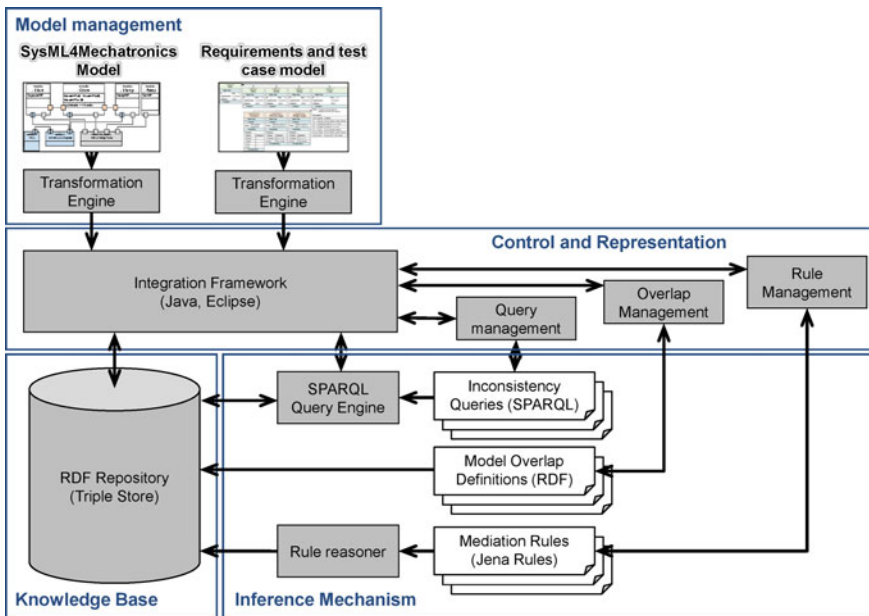 Model management
SysML4Mechatronics
Model
Requirements and test
case model
Transformation
Engine
Transformation
Engine
Control and Representation
Integration Framework
(Java, Eclipse)
Rule
Management
Overlap
Management
Query
management
SPARQL
Query Engine
Inconsistency
Queries (SPARQL)
RDF Repository
(Triple Store)
Model Overlap
Definitions (RDF)
Rule reasoner
Mediation Rules
(Jena Rules)
Knowledge Base
Inference Mechanism